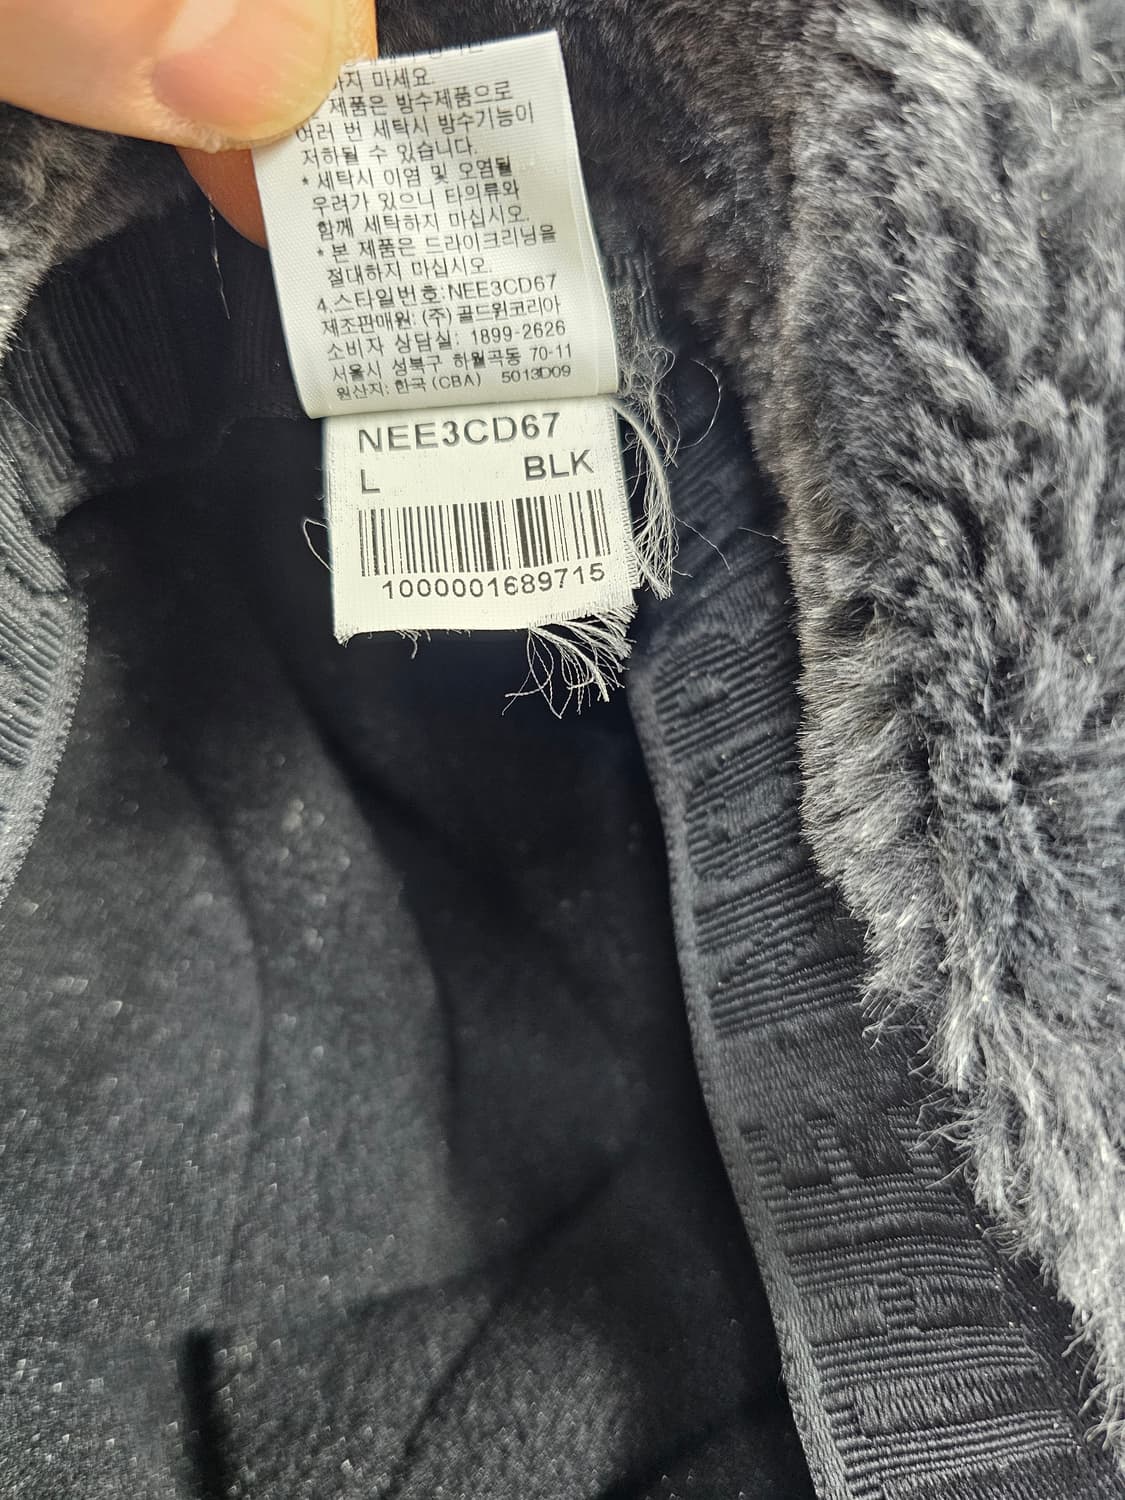 하지 마세요.
제품은 방수제품으로
여러 번 세탁시 방수기능이
저하될 수 있습니다.
* 세탁시 이염 및 오염될
우려가 있으니 타의류와
함께 세탁하지 마십시오.
* 본 제품은 드라이크리닝을
절대하지 마십시오.
4.스타일번호:NEE3CD67
제조판매원: (주) 골드윈코리아
소비자 상담실: 1899-2626
서울시 성북구 하월곡동 70-11
원산지: 한국 (CBA) 5013D09
NEE3CD67
L BLK
1000001689715